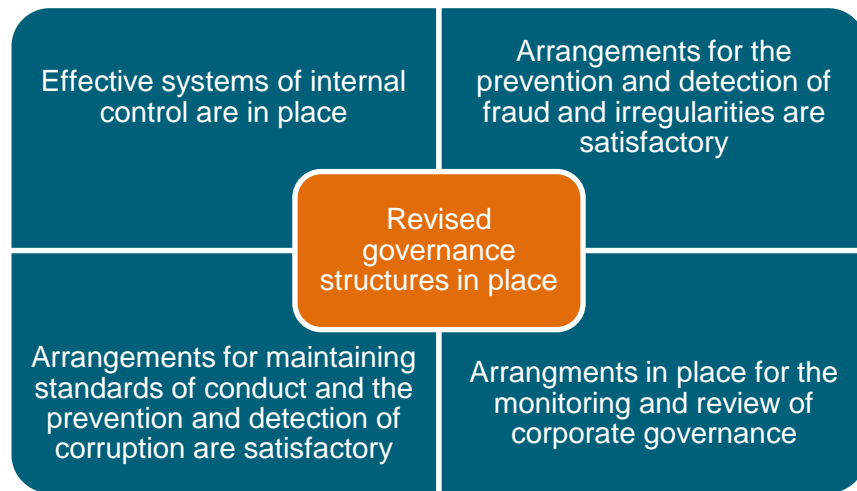 Effective systems of internal
control are in place
Arrangements for the
prevention and detection of
fraud and irregularities are
satisfactory
Revised
governance
structures in place
Arrangements for maintaining
standards of conduct and the
prevention and detection of
corruption are satisfactory
Arrangments in place for the
monitoring and review of
corporate governance